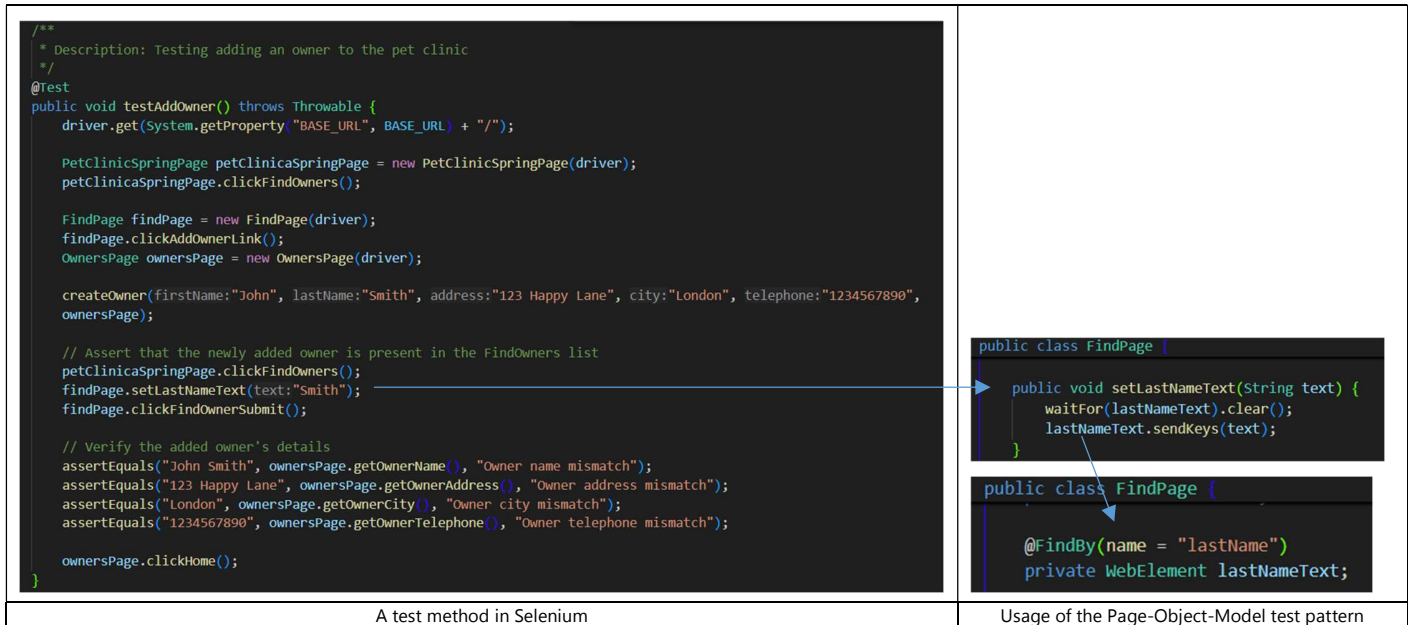 /**
 * Description: Testing adding an owner to the pet clinic
 */
@Test
public void testAddOwner() throws Throwable {
    driver.get(System.getProperty("BASE_URL", BASE_URL) + "/");

    PetClinicSpringPage petClinicaSpringPage = new PetClinicSpringPage(driver);
    petClinicaSpringPage.clickFindOwners();

    FindPage findPage = new FindPage(driver);
    findPage.clickAddOwnerLink();
    OwnersPage ownersPage = new OwnersPage(driver);

    createOwner(firstName:"John", lastName:"Smith", address:"123 Happy Lane", city:"London", telephone:"1234567890",
    ownersPage);

    // Assert that the newly added owner is present in the FindOwners list
    petClinicaSpringPage.clickFindOwners();
    findPage.setLastNameText(text:"Smith");
    findPage.clickFindOwnerSubmit();

    // Verify the added owner's details
    assertEquals("John Smith", ownersPage.getOwnerName(), "Owner name mismatch");
    assertEquals("123 Happy Lane", ownersPage.getOwnerAddress(), "Owner address mismatch");
    assertEquals("London", ownersPage.getOwnerCity(), "Owner city mismatch");
    assertEquals("1234567890", ownersPage.getOwnerTelephone(), "Owner telephone mismatch");

    ownersPage.clickHome();
}
A test method in Selenium
public class FindPage {
    public void setLastNameText(String text) {
        waitFor(lastNameText).clear();
        lastNameText.sendKeys(text);
    }
public class FindPage {
    @FindBy(name = "lastName")
    private WebElement lastNameText;
Usage of the Page-Object-Model test pattern